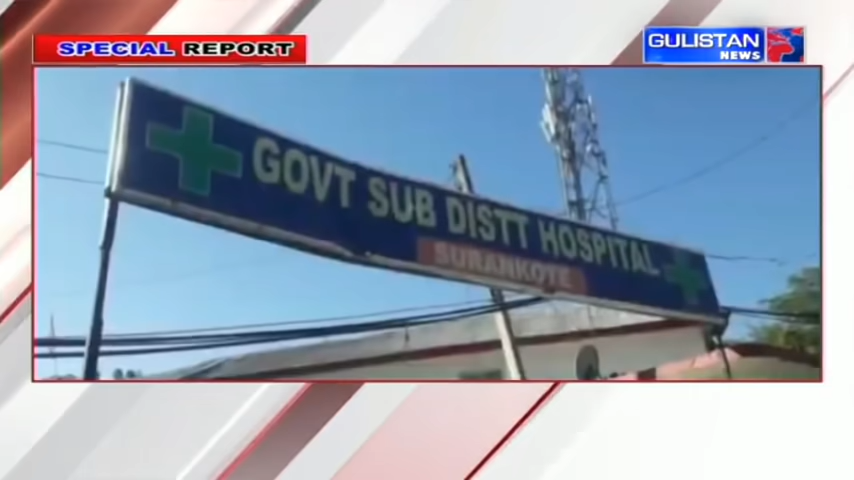 SPECIAL REPORT
GULISTAN
NEWS
GOVT SUB DISTT HOSPITAL
SURANKOTE